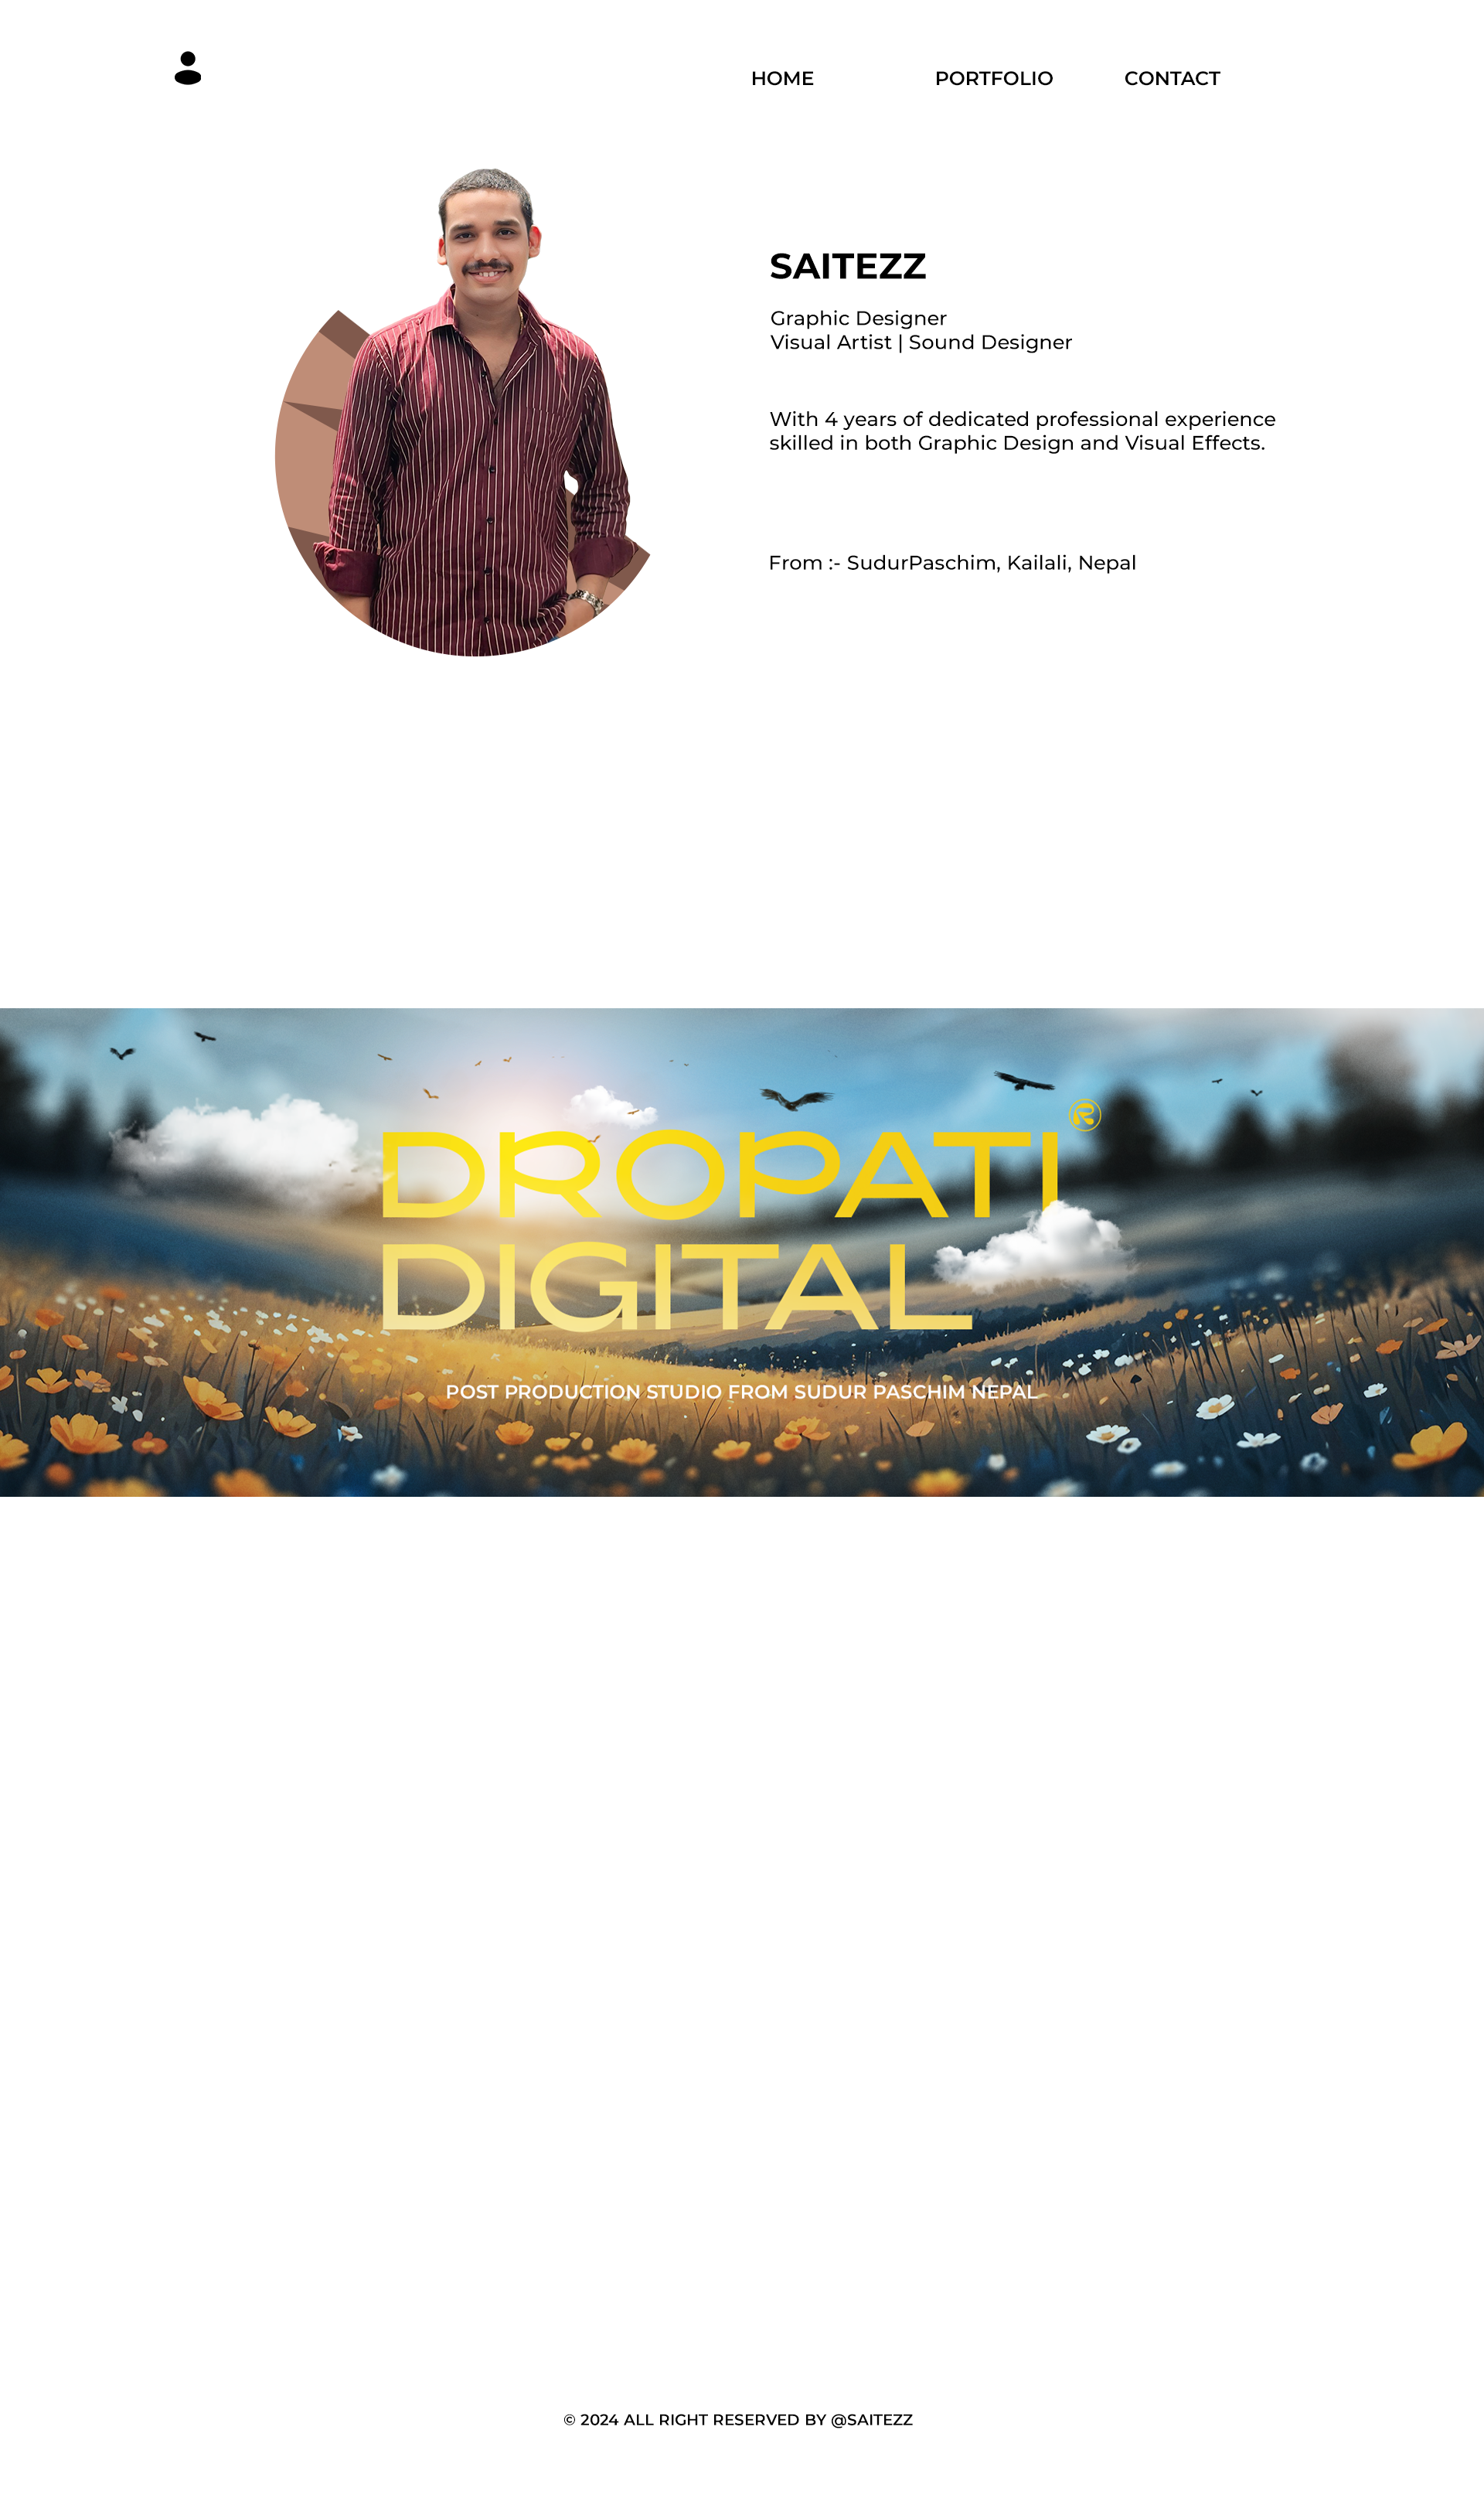 HOME PORTFOLIO CONTACT
SAITEZZ
Graphic Designer
Visual Artist | Sound Designer
With 4 years of dedicated professional experience
skilled in both Graphic Design and Visual Effects.
From :- SudurPaschim, Kailali, Nepal
DROPATI®
DIGITAL
POST PRODUCTION STUDIO FROM SUDUR PASCHIM NEPAL
© 2024 ALL RIGHT RESERVED BY @SAITEZZ